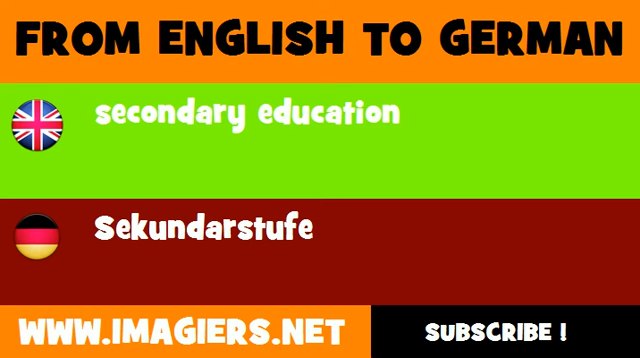 FROM ENGLISH TO GERMAN
secondary education
Sekundarstufe
WWW.IMAGIERS.NET
SUBSCRIBE !